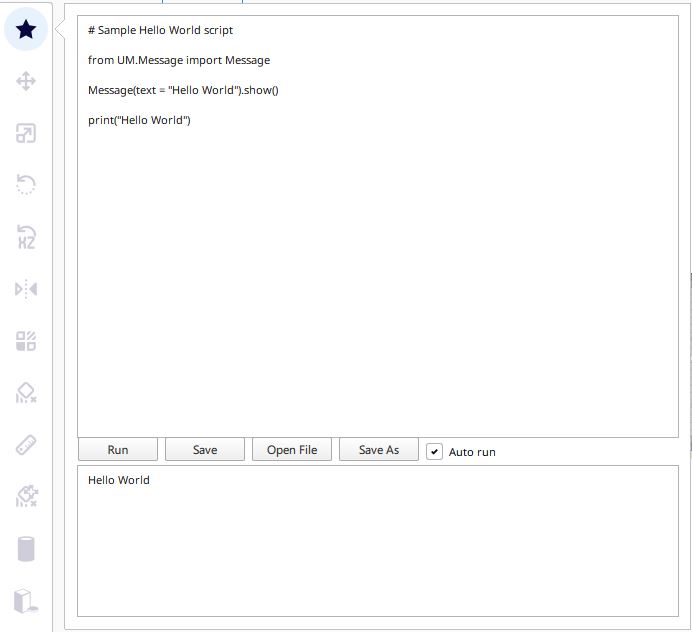 # Sample Hello World script
from UM.Message import Message
Message(text = "Hello World").show()
print("Hello World")
KZ
Run
Save
Open File
Save As
Auto run
Hello World